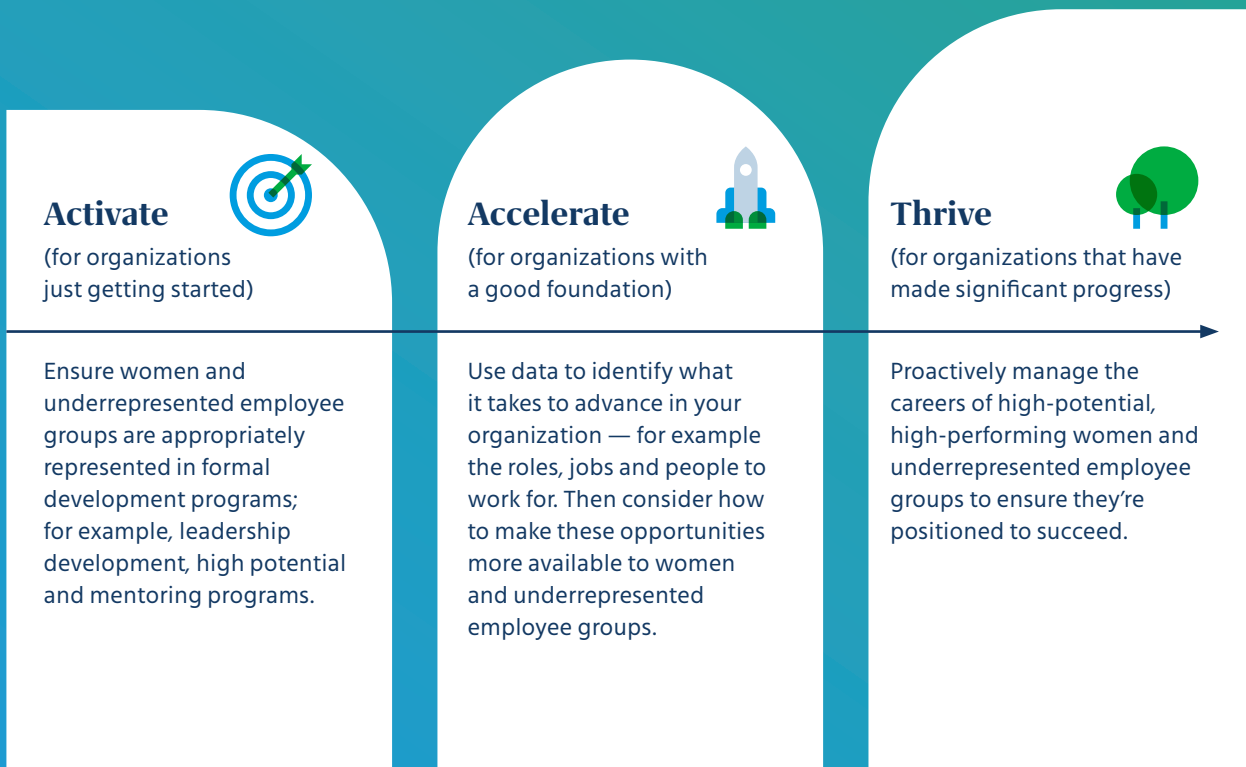 Activate
(for organizations
just getting started)
Ensure women and
underrepresented employee
groups are appropriately
represented in formal
development programs;
for example, leadership
development, high potential
and mentoring programs.
Accelerate
(for organizations with
a good foundation)
Use data to identify what
it takes to advance in your
organization — for example
the roles, jobs and people to
work for. Then consider how
to make these opportunities
more available to women
and underrepresented
employee groups.
Thrive
(for organizations that have
made significant progress)
Proactively manage the
careers of high-potential,
high-performing women and
underrepresented employee
groups to ensure they’re
positioned to succeed.